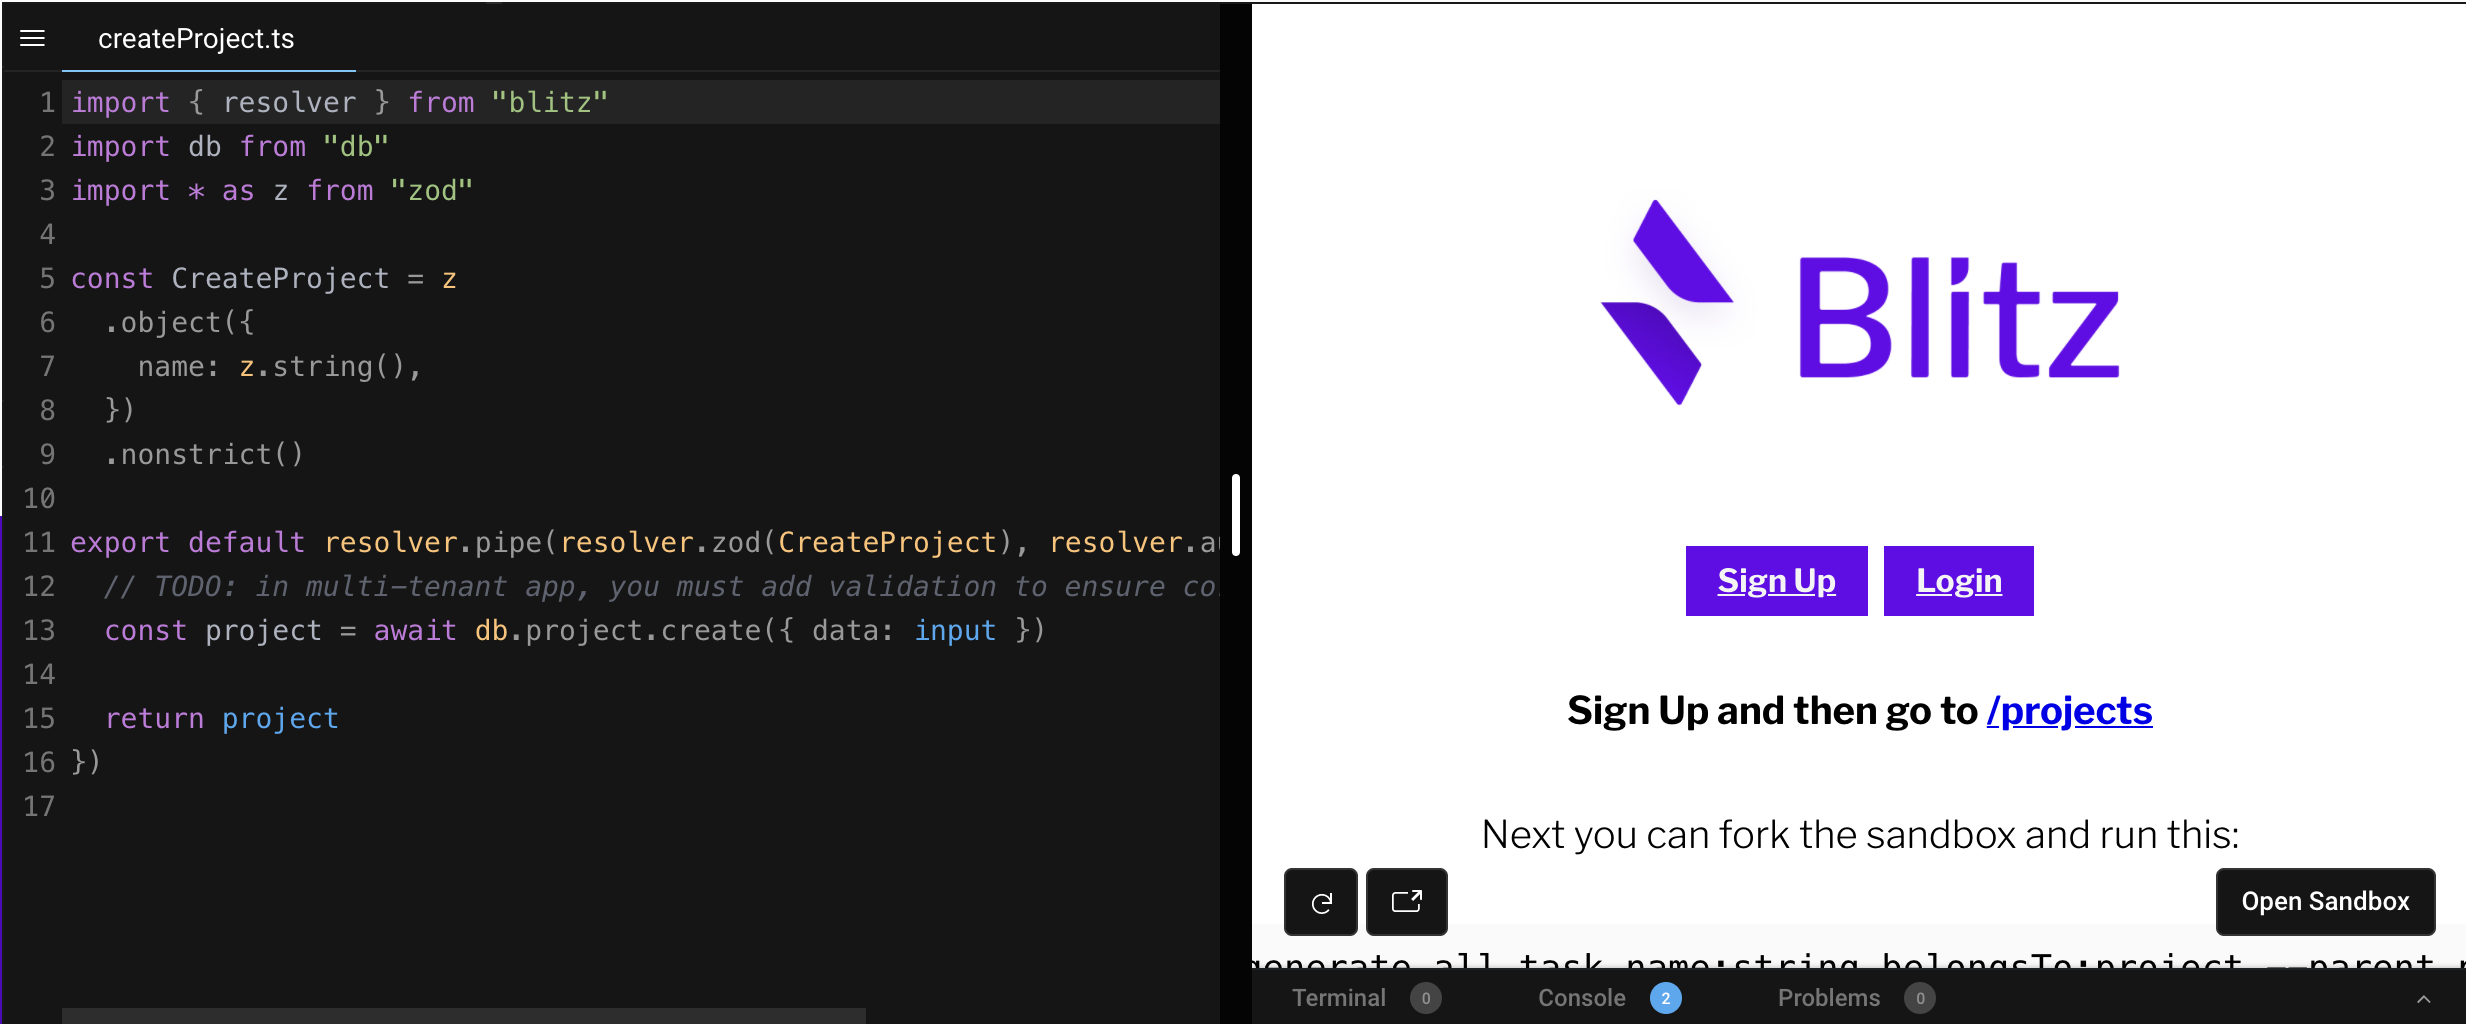 createProject.ts
1 import { resolver } from "blitz"
2 import db from "db"
3 import * as z from "zod"
4
5 const CreateProject = z
6   .object({
7     name: z.string(),
8   })
9   .nonstrict()
10
11 export default resolver.pipe(resolver.zod(CreateProject), resolver.au
12   // TODO: in multi-tenant app, you must add validation to ensure co
13   const project = await db.project.create({ data: input })
14
15   return project
16 })
17
Blitz
Sign Up Login
Sign Up and then go to /projects
Next you can fork the sandbox and run this:
Open Sandbox
generate all task name:string belongsTo:project --parent
Terminal 0 Console 2 Problems 0